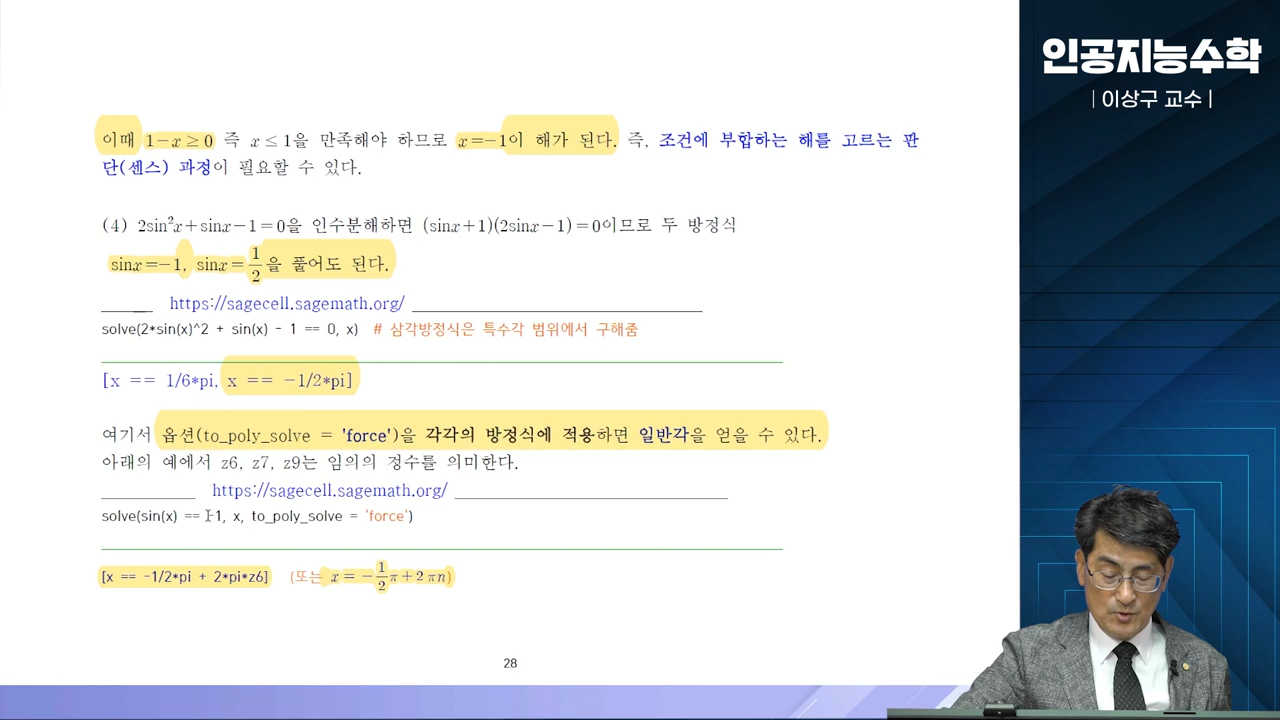 이때 1−x≥0 즉 x≤1을 만족해야 하므로 x=−1이 해가 된다. 즉, 조건에 부합하는 해를 고르는 판
단(센스) 과정이 필요할 수 있다.
(4) 2sin²x+sinx−1=0을 인수분해하면 (sinx+1)(2sinx−1)=0이므로 두 방정식
sinx=−1, sinx=1/2을 풀어도 된다.
https://sagecell.sagemath.org/
solve(2*sin(x)^2 + sin(x) - 1 == 0, x) # 삼각방정식은 특수각 범위에서 구해줌
[x == 1/6*pi, x == −1/2*pi]
여기서 옵션(to_poly_solve = 'force')을 각각의 방정식에 적용하면 일반각을 얻을 수 있다.
아래의 예에서 z6, z7, z9는 임의의 정수를 의미한다.
https://sagecell.sagemath.org/
solve(sin(x) == -1, x, to_poly_solve = 'force')
[x == -1/2*pi + 2*pi*z6] (또는 x=−1/2π+2πn)
28
인공지능수학
| 이상구 교수 |